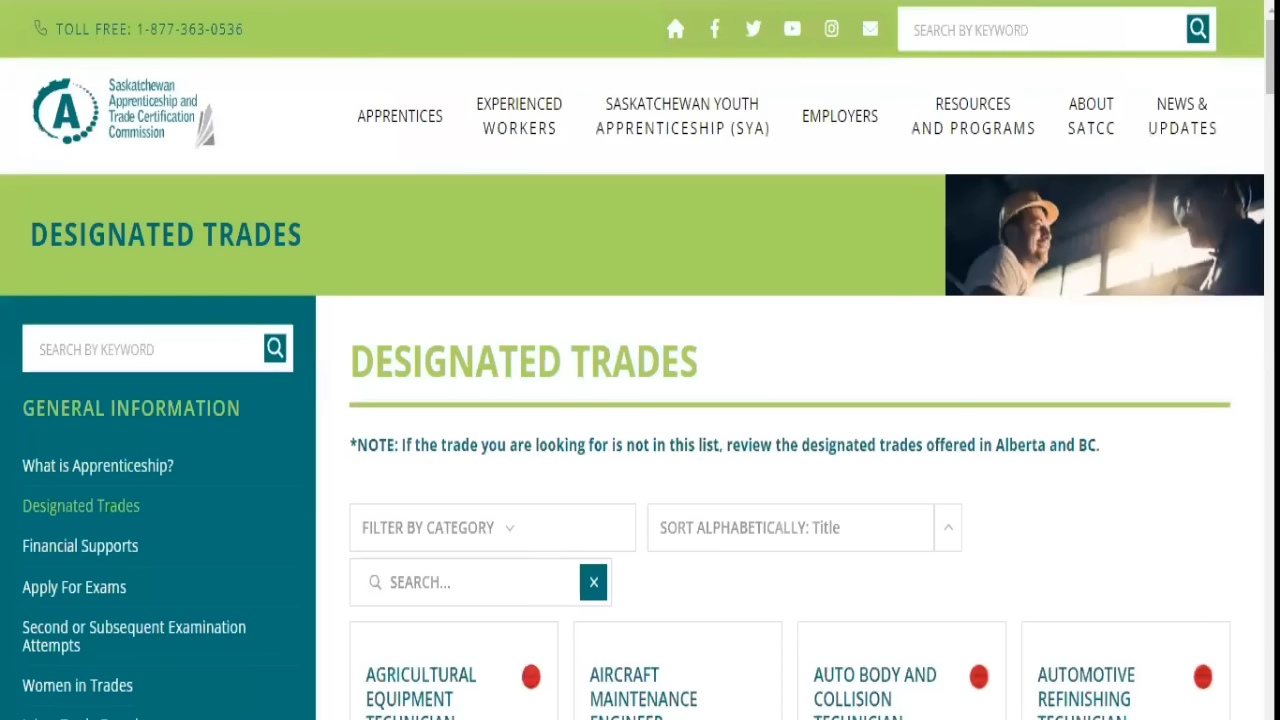 TOLL FREE: 1-877-363-0536
SEARCH BY KEYWORD
A
Saskatchewan
Apprenticeship and
Trade Certification
Commission
APPRENTICES
EXPERIENCED
WORKERS
SASKATCHEWAN YOUTH
APPRENTICESHIP (SYA)
EMPLOYERS
RESOURCES
AND PROGRAMS
ABOUT
SATCC
NEWS &
UPDATES
DESIGNATED TRADES
SEARCH BY KEYWORD
GENERAL INFORMATION
What is Apprenticeship?
Designated Trades
Financial Supports
Apply For Exams
Second or Subsequent Examination
Attempts
Women in Trades
DESIGNATED TRADES
*NOTE: If the trade you are looking for is not in this list, review the designated trades offered in Alberta and BC.
FILTER BY CATEGORY
SORT ALPHABETICALLY: Title
SEARCH...
AGRICULTURAL
EQUIPMENT
TECHNICIAN
AIRCRAFT
MAINTENANCE
ENGINEER
AUTO BODY AND
COLLISION
TECHNICIAN
AUTOMOTIVE
REFINISHING
TECHNICIAN